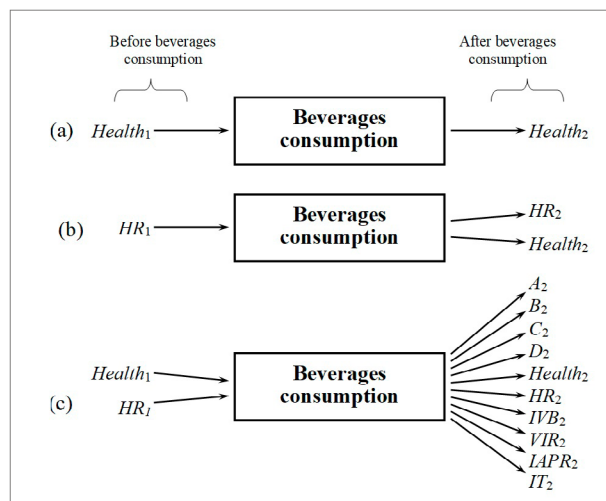 Before beverages
consumption
After beverages
consumption
(a) Health₁
Beverages
consumption
Health₂
(b) HR₁
Beverages
consumption
HR₂
Health₂
(c) Health₁
HR₁
Beverages
consumption
A₂
B₂
C₂
D₂
Health₂
HR₂
IVB₂
VIR₂
IAPR₂
IT₂